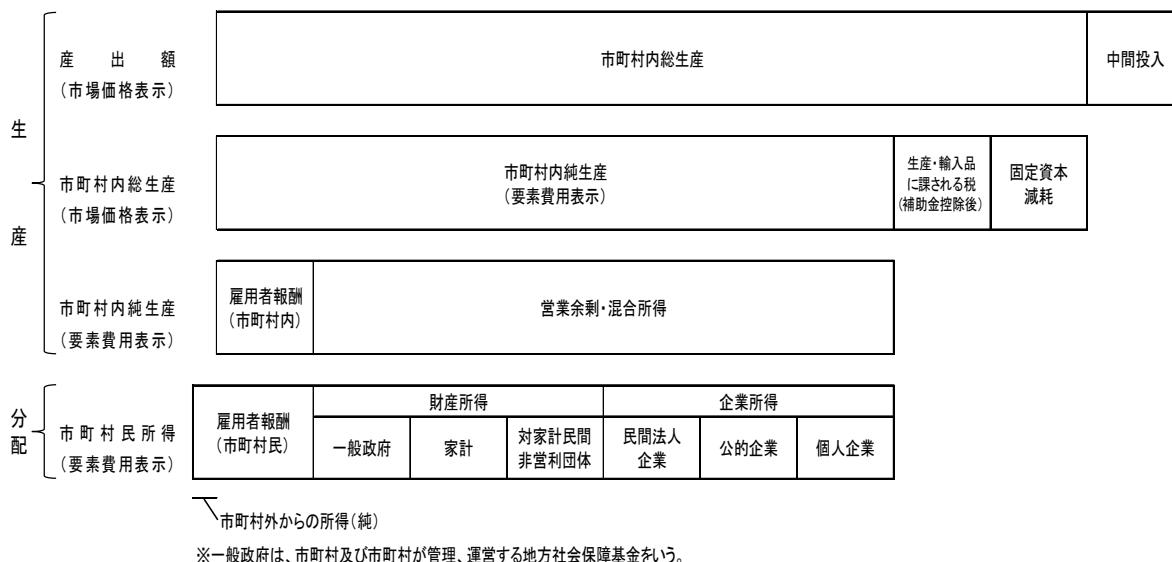 生
産
産出額
(市場価格表示)
市町村内総生産
中間投入
市町村内総生産
(市場価格表示)
市町村内純生産
(要素費用表示)
生産・輸入品
に課される税
(補助金控除後)
固定資本
減耗
市町村内純生産
(要素費用表示)
雇用者報酬
(市町村内)
営業余剰・混合所得
分
配
市町村民所得
(要素費用表示)
雇用者報酬
(市町村民)
財産所得
企業所得
一般政府
家計
対家計民間
非営利団体
民間法人
企業
公的企業
個人企業
市町村外からの所得(純)
※一般政府は、市町村及び市町村が管理、運営する地方社会保障基金をいう。